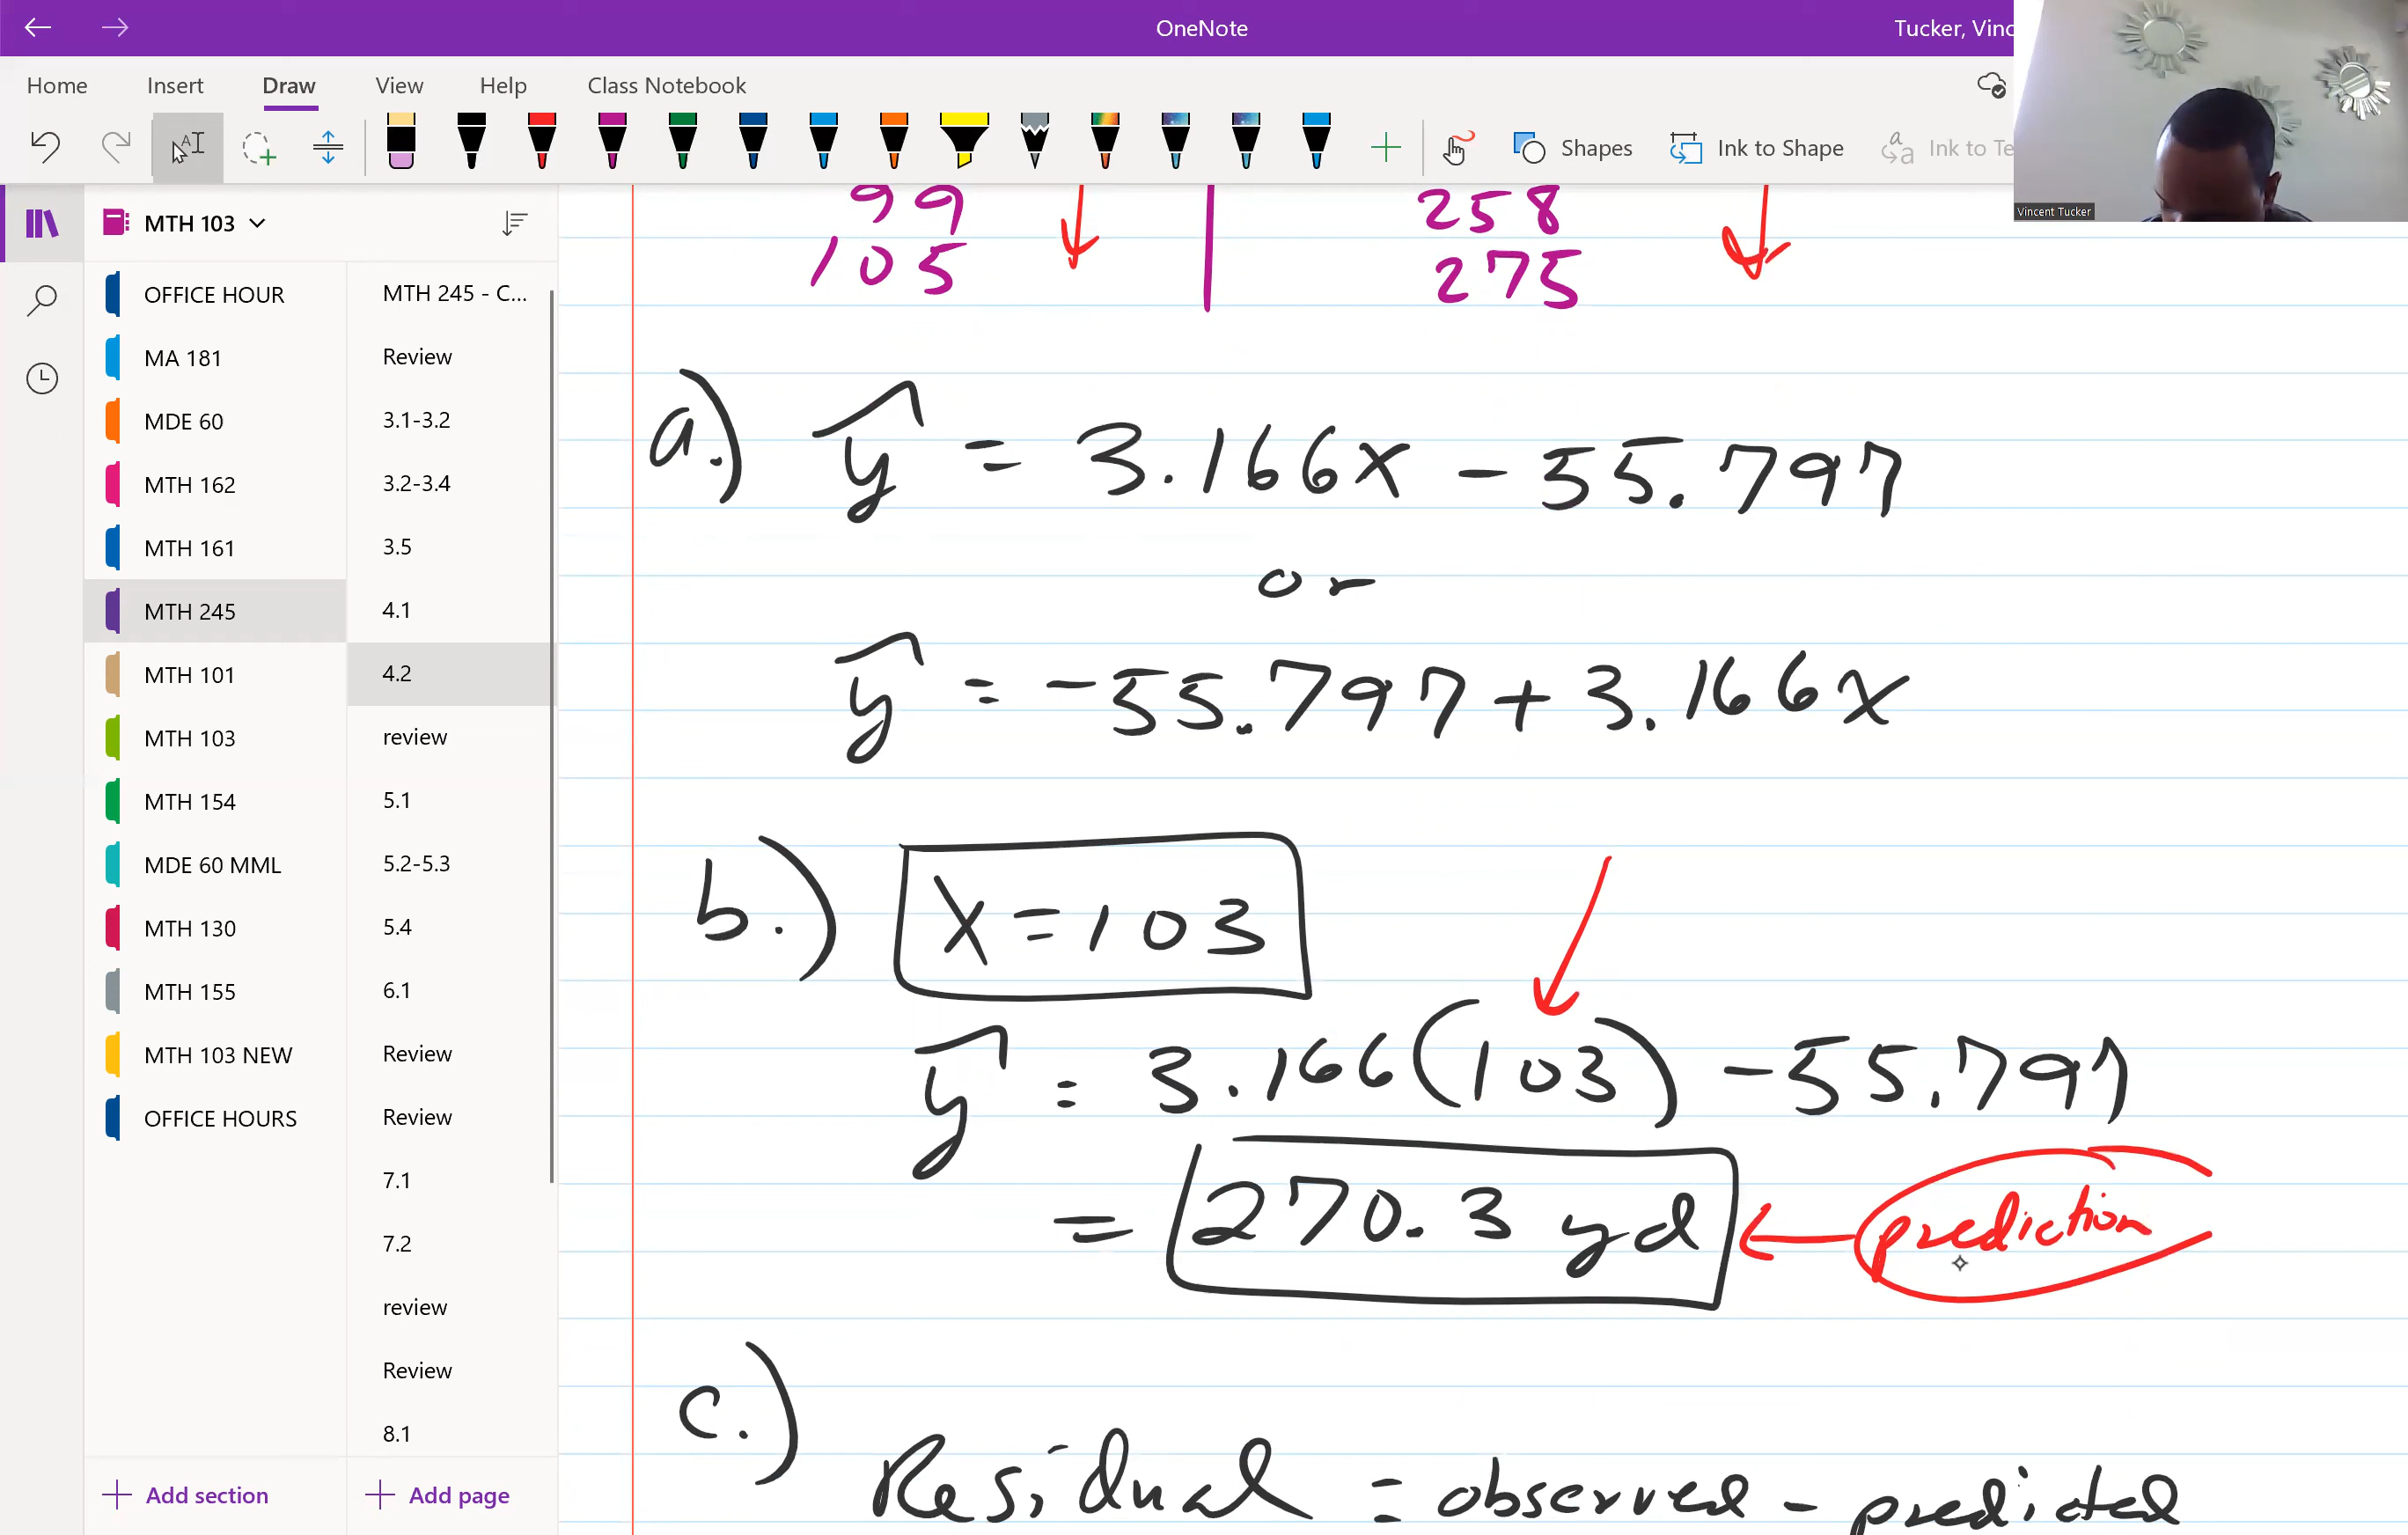 OneNote
Tucker, Vinc
Home Insert Draw View Help Class Notebook
Shapes Ink to Shape Ink to Te
Vincent Tucker
MTH 103
OFFICE HOUR
MA 181
MDE 60
MTH 162
MTH 161
MTH 245
MTH 101
MTH 103
MTH 154
MDE 60 MML
MTH 130
MTH 155
MTH 103 NEW
OFFICE HOURS
Add section
MTH 245 - C...
Review
3.1-3.2
3.2-3.4
3.5
4.1
4.2
review
5.1
5.2-5.3
5.4
6.1
Review
Review
7.1
7.2
review
Review
8.1
Add page
99 258
105 275
a.) ŷ = 3.166x - 55.797
or
ŷ = -55.797 + 3.166x
b.) x = 103
ŷ = 3.166(103) - 55.797
= 270.3 yd ← prediction
c.)
Residual = observed - predicted